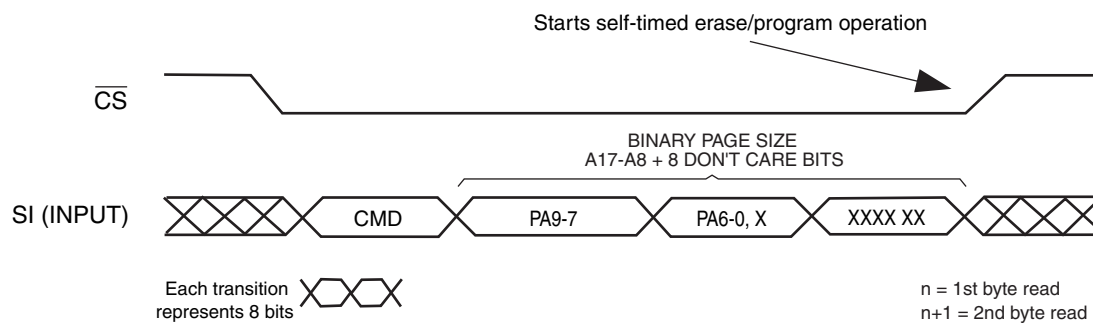 Starts self-timed erase/program operation
CS
BINARY PAGE SIZE
A17-A8 + 8 DON'T CARE BITS
SI (INPUT)
CMD
PA9-7
PA6-0, X
XXXX XX
Each transition
represents 8 bits
n = 1st byte read
n+1 = 2nd byte read